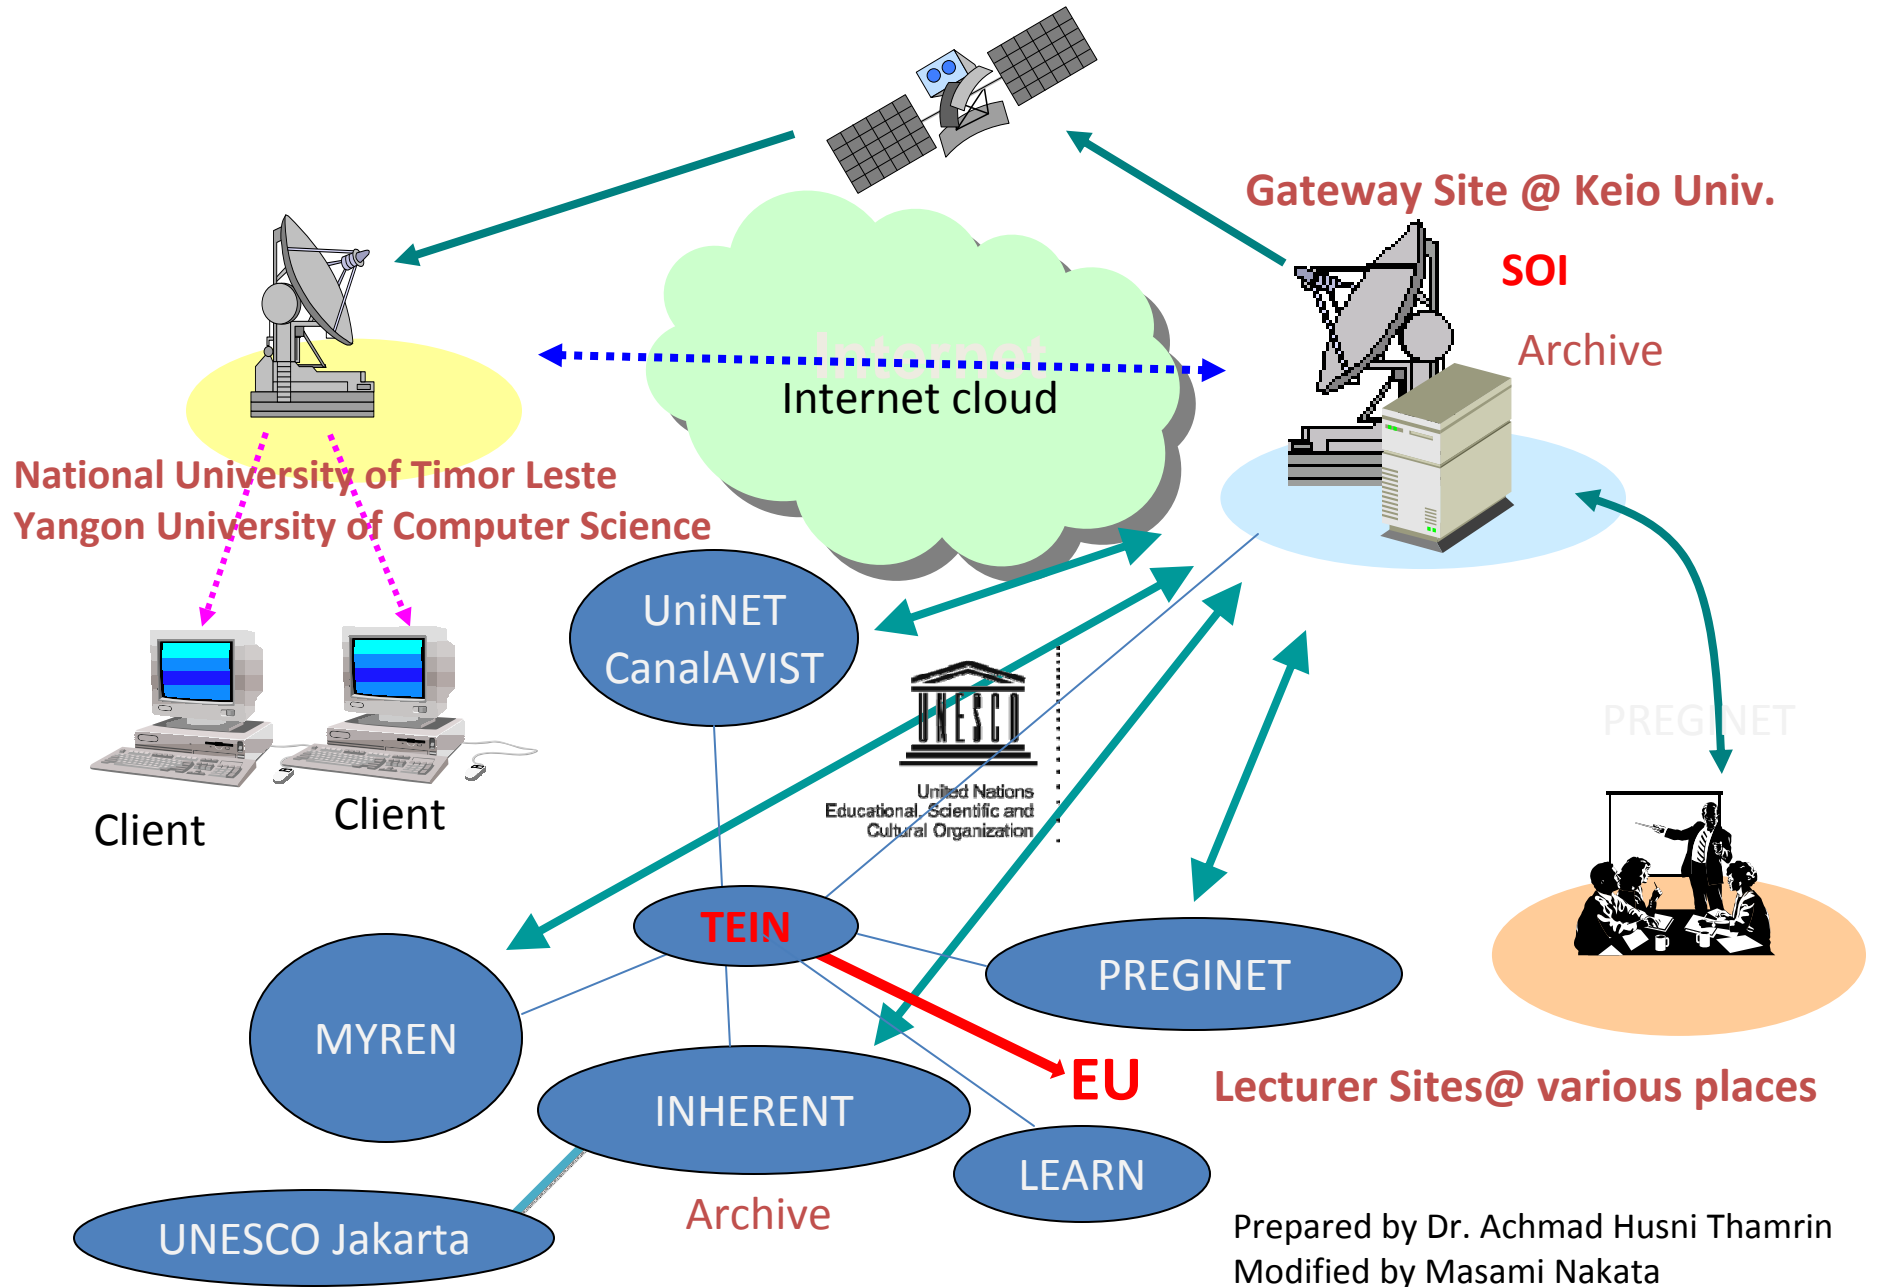 Gateway Site @ Keio Univ.
SOI
Archive
Internet
Internet cloud
National University of Timor Leste
Yangon University of Computer Science
UniNET
CanalAVIST
UNESCO
United Nations
Educational, Scientific and
Cultural Organization
PREGINET
Client
Client
TEIN
PREGINET
MYREN
EU
Lecturer Sites@ various places
INHERENT
LEARN
Archive
UNESCO Jakarta
Prepared by Dr. Achmad Husni Thamrin
Modified by Masami Nakata